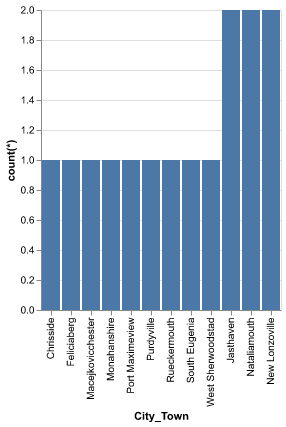 2.0
1.8
1.6
1.4
1.2
1.0
0.8
0.6
0.4
0.2
0.0
count(*)
Chrisside
Feliciaberg
Macejkovicchester
Monahanshire
Port Maximeview
Purdyville
Rueckermouth
South Eugenia
West Sherwoodstad
Jasthaven
Nataliamouth
New Lonzoville
City_Town